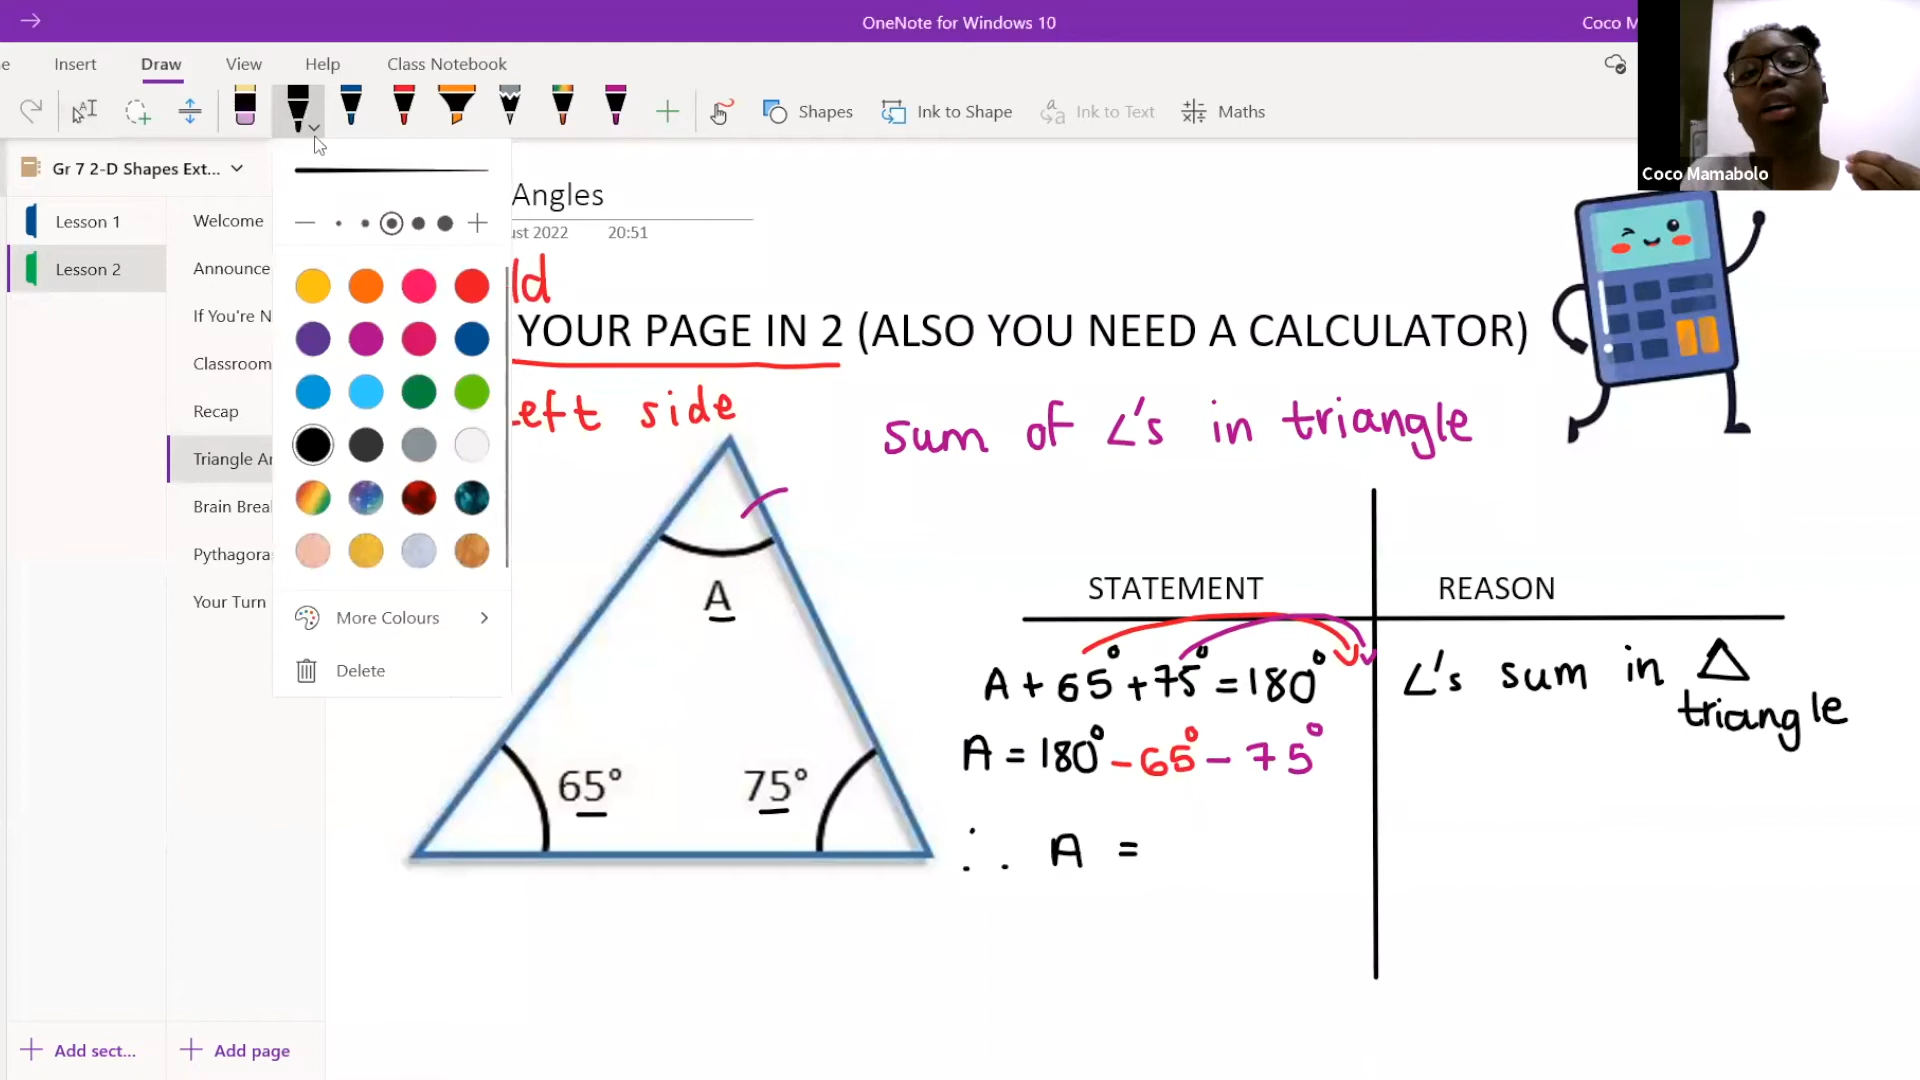 OneNote for Windows 10
Coco M
Insert
Draw
View
Help
Class Notebook
Shapes
Ink to Shape
Ink to Text
Maths
Coco Mamabolo
Gr 7 2-D Shapes Ext...
Lesson 1
Lesson 2
Welcome
Announce
If You're N
Classroom
Recap
Triangle An
Brain Brea
Pythagora
Your Turn
More Colours
Delete
Add sect...
Add page
Angles
ust 2022 20:51
ld
YOUR PAGE IN 2 (ALSO YOU NEED A CALCULATOR)
Left side
sum of ∠'s in triangle
A
65°
75°
STATEMENT
REASON
A + 65° + 75° = 180°
∠'s sum in △
triangle
A = 180° - 65° - 75°
∴ A =